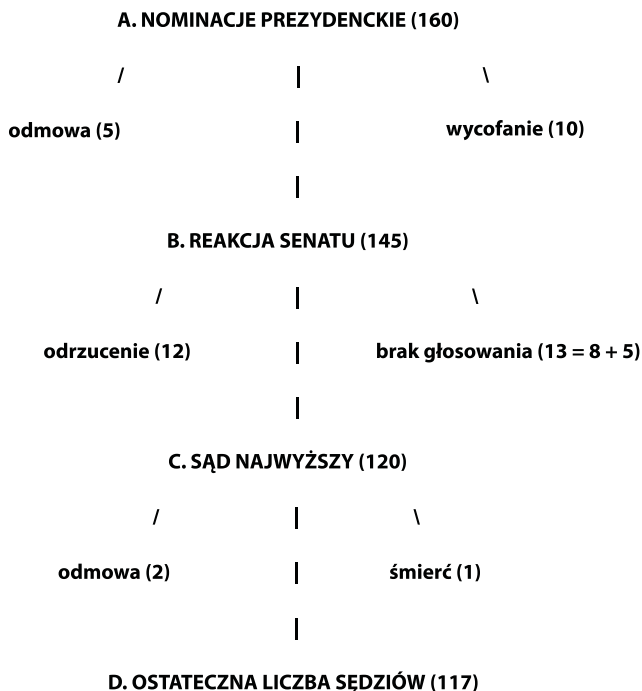 A. NOMINACJE PREZYDENCKIE (160)
/ | \
odmowa (5) | wycofanie (10)
|
B. REAKCJA SENATU (145)
/ | \
odrzucenie (12) | brak głosowania (13 = 8 + 5)
|
C. SĄD NAJWYŻSZY (120)
/ | \
odmowa (2) | śmierć (1)
|
D. OSTATECZNA LICZBA SĘDZIÓW (117)